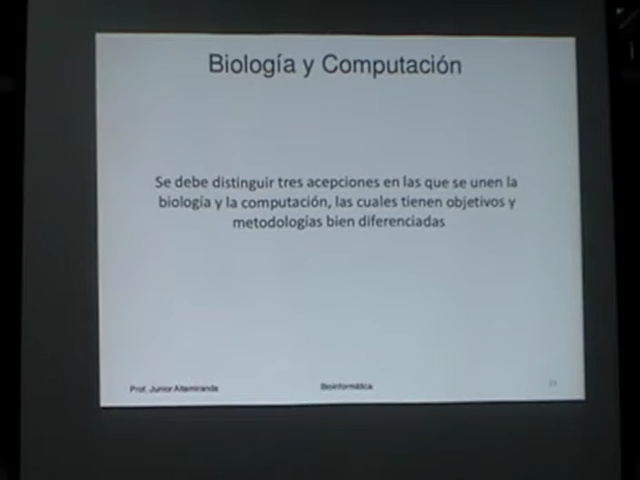 Biología y Computación
Se debe distinguir tres acepciones en las que se unen la
biología y la computación, las cuales tienen objetivos y
metodologías bien diferenciadas
Prof. Junior Altamiranda
Bioinformática